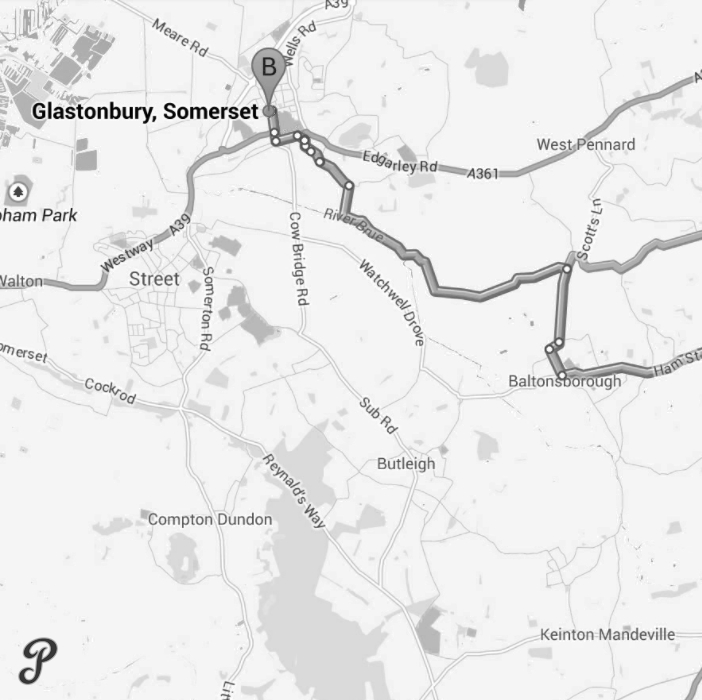 A39
Meare Rd
Wells Rd
B
Glastonbury, Somerset
West Pennard
Edgarley Rd
A361
ham Park
River Brue
Cow Bridge Rd
Scott's Ln
A39
Westway
Walton
Street
Somerton Rd
Watchwell Drove
omerset
Cockrod
Baltonsborough
Ham St
Sub Rd
Butleigh
Reynald's Way
Compton Dundon
Keinton Mandeville
P